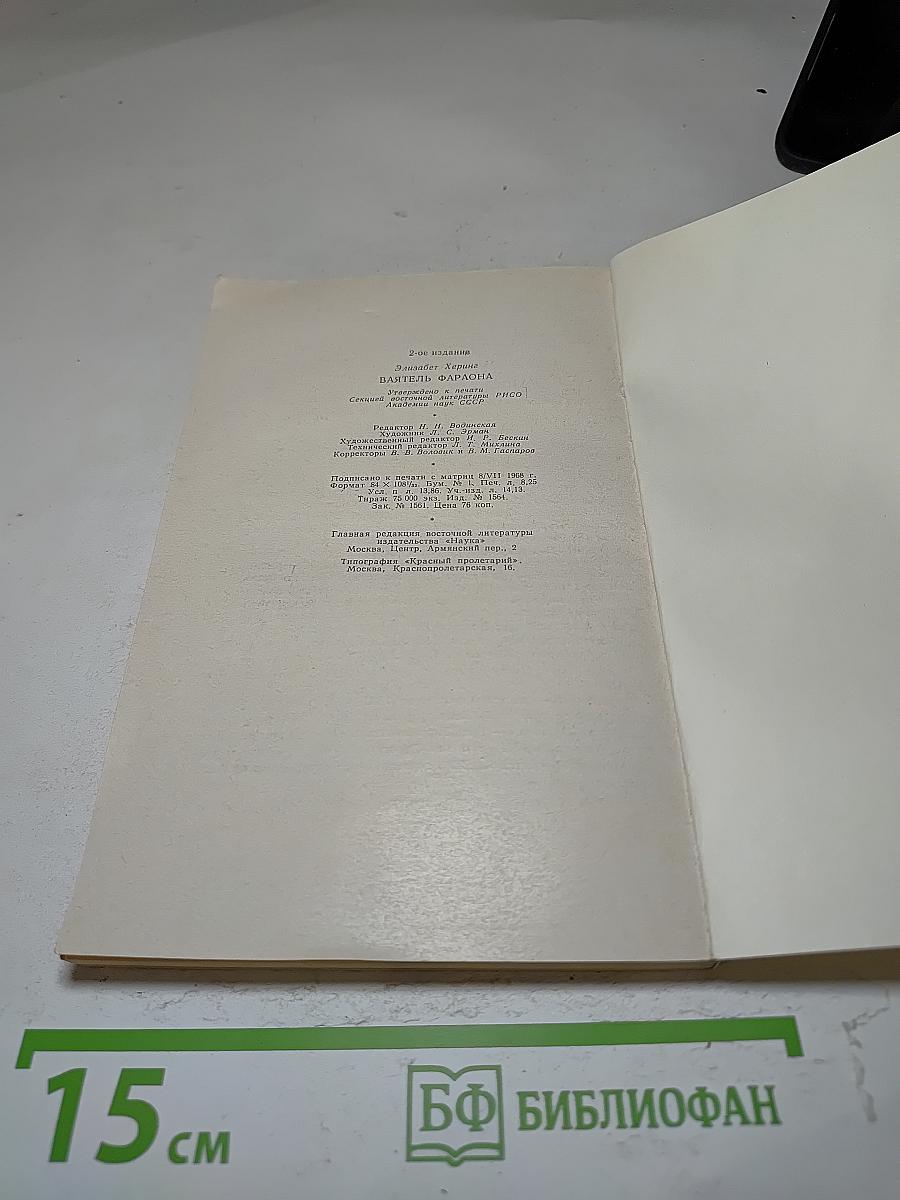 2-ое издание
Элизабет Херинг
ВАЯТЕЛЬ ФАРАОНА
Утверждено к печати
Секцией восточной литературы РИСО
Академии наук СССР
*
Редактор Н. Н. Водинская
Художник Л. С. Эрман
Художественный редактор И. Р. Бескин
Технический редактор Л. Т. Михлина
Корректоры В. В. Воловик и В. М. Гаспаров
*
Подписано к печати с матриц 8/VII 1968 г.
Формат 84 × 108¹/₃₂. Бум. № 1. Печ. л. 8,25
Усл. п л. 13,86. Уч.-изд. л. 14,13.
Тираж 75 000 экз. Изд. № 1564.
Зак. № 1561. Цена 76 коп.
*
Главная редакция восточной литературы
издательства «Наука»
Москва, Центр, Армянский пер., 2
Типография «Красный пролетарий».
Москва, Краснопролетарская, 16.
15 см
БФ БИБЛИОФАН